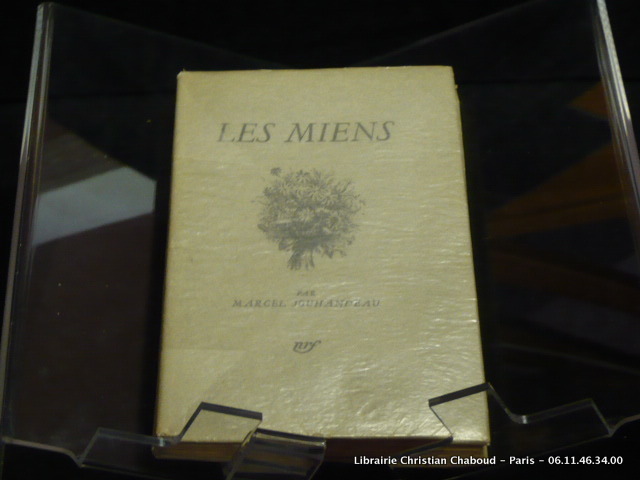 LES MIENS
PAR
MARCEL JOUHANDEAU
nrf
Librairie Christian Chaboud - Paris - 06.11.46.34.00